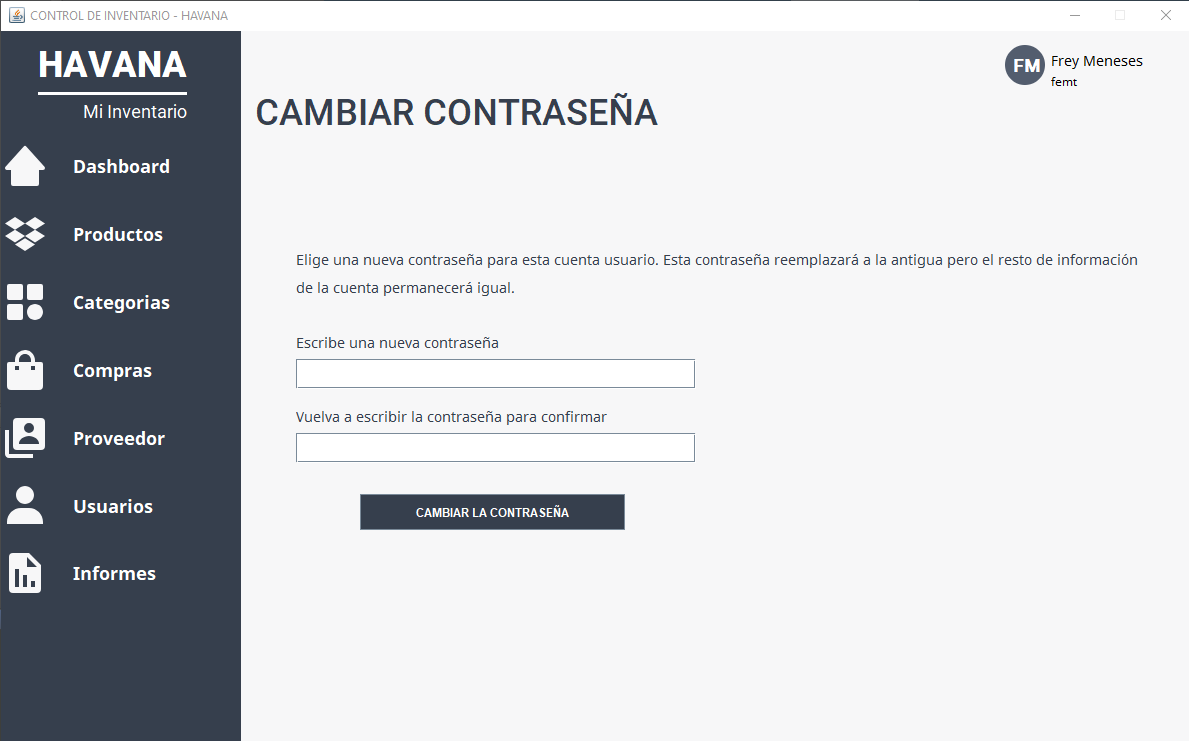 CONTROL DE INVENTARIO - HAVANA
HAVANA
Mi Inventario
Dashboard
Productos
Categorias
Compras
Proveedor
Usuarios
Informes
FM
Frey Meneses
femt
CAMBIAR CONTRASEÑA
Elige una nueva contraseña para esta cuenta usuario. Esta contraseña reemplazará a la antigua pero el resto de información
de la cuenta permanecerá igual.
Escribe una nueva contraseña
Vuelva a escribir la contraseña para confirmar
CAMBIAR LA CONTRASEÑA